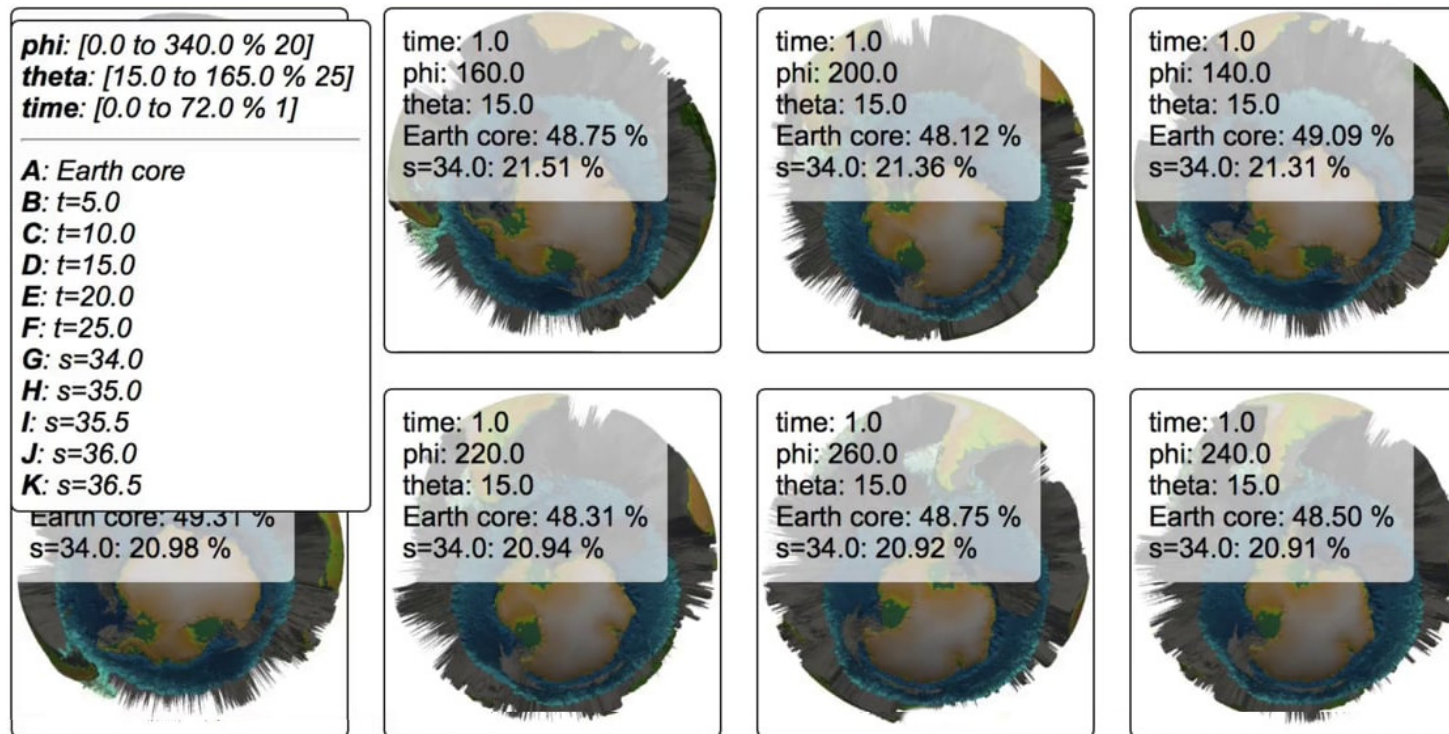 phi: [0.0 to 340.0 % 20]
theta: [15.0 to 165.0 % 25]
time: [0.0 to 72.0 % 1]
A: Earth core
B: t=5.0
C: t=10.0
D: t=15.0
E: t=20.0
F: t=25.0
G: s=34.0
H: s=35.0
I: s=35.5
J: s=36.0
K: s=36.5
time: 1.0
phi: 160.0
theta: 15.0
Earth core: 48.75 %
s=34.0: 21.51 %
time: 1.0
phi: 200.0
theta: 15.0
Earth core: 48.12 %
s=34.0: 21.36 %
time: 1.0
phi: 140.0
theta: 15.0
Earth core: 49.09 %
s=34.0: 21.31 %
Earth core: 49.31 %
s=34.0: 20.98 %
time: 1.0
phi: 220.0
theta: 15.0
Earth core: 48.31 %
s=34.0: 20.94 %
time: 1.0
phi: 260.0
theta: 15.0
Earth core: 48.75 %
s=34.0: 20.92 %
time: 1.0
phi: 240.0
theta: 15.0
Earth core: 48.50 %
s=34.0: 20.91 %